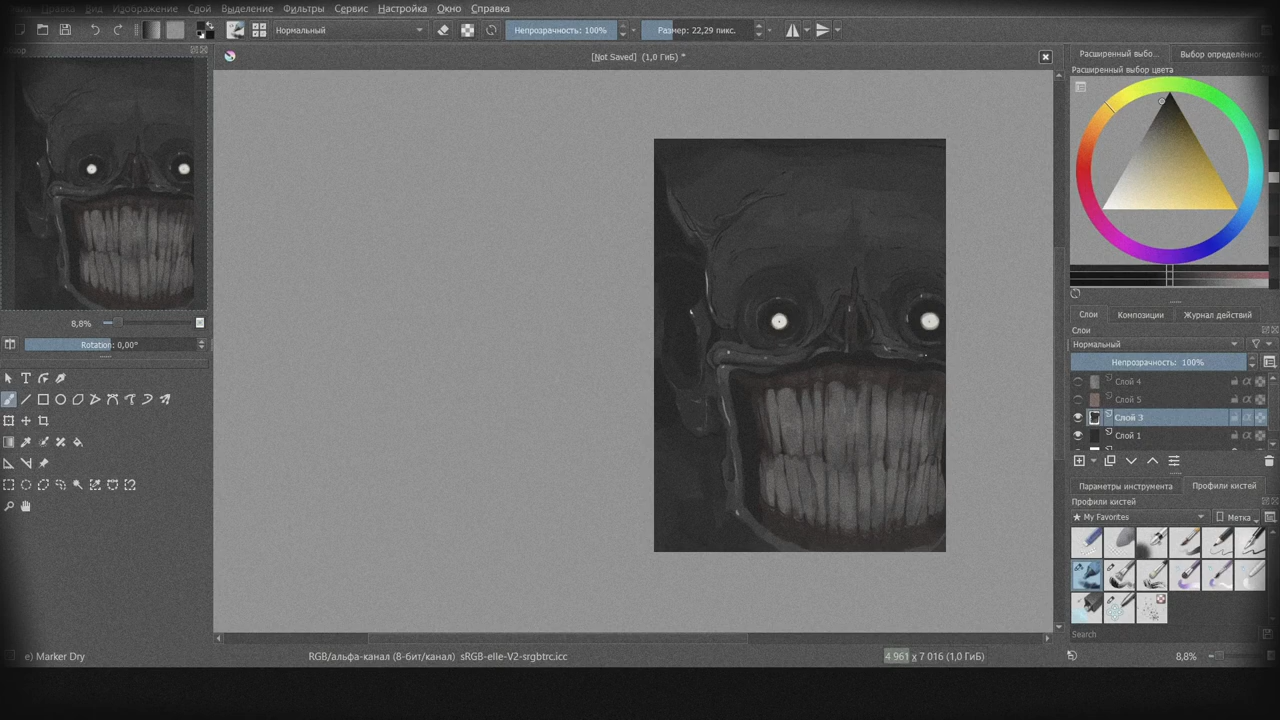 Правка Вид Изображение Слой Выделение Фильтры Сервис Настройка Окно Справка
Нормальный
Непрозрачность: 100%
Размер: 22,29 пикс.
[Not Saved] (1,0 ГиБ) *
Расширенный выбо...
Выбор определённог
Расширенный выбор цвета
8,8%
Rotation: 0,00°
Слои
Композиции
Журнал действий
Слои
Нормальный
Непрозрачность: 100%
Слой 4
Слой 5
Слой 3
Слой 1
Параметры инструмента
Профили кистей
Профили кистей
★ My Favorites
Метка
Search
e) Marker Dry
RGB/альфа-канал (8-бит/канал) sRGB-elle-V2-srgbtrc.icc
4 961 x 7 016 (1,0 ГиБ)
8,8%